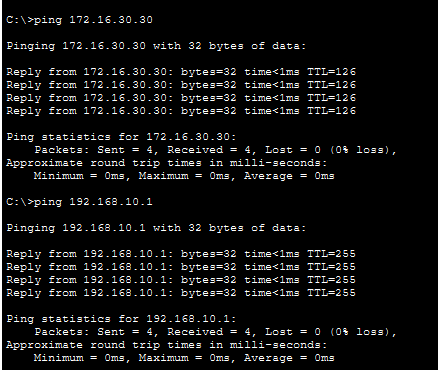 C:\>ping 172.16.30.30
Pinging 172.16.30.30 with 32 bytes of data:
Reply from 172.16.30.30: bytes=32 time<1ms TTL=126
Reply from 172.16.30.30: bytes=32 time<1ms TTL=126
Reply from 172.16.30.30: bytes=32 time<1ms TTL=126
Reply from 172.16.30.30: bytes=32 time<1ms TTL=126
Ping statistics for 172.16.30.30:
Packets: Sent = 4, Received = 4, Lost = 0 (0% loss),
Approximate round trip times in milli-seconds:
Minimum = 0ms, Maximum = 0ms, Average = 0ms
C:\>ping 192.168.10.1
Pinging 192.168.10.1 with 32 bytes of data:
Reply from 192.168.10.1: bytes=32 time<1ms TTL=255
Reply from 192.168.10.1: bytes=32 time<1ms TTL=255
Reply from 192.168.10.1: bytes=32 time<1ms TTL=255
Reply from 192.168.10.1: bytes=32 time<1ms TTL=255
Ping statistics for 192.168.10.1:
Packets: Sent = 4, Received = 4, Lost = 0 (0% loss),
Approximate round trip times in milli-seconds:
Minimum = 0ms, Maximum = 0ms, Average = 0ms